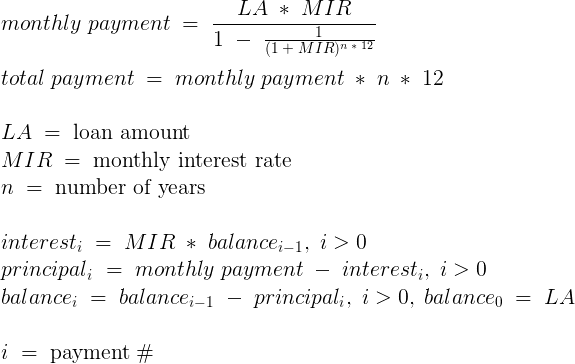 monthly payment = LA * MIR / (1 − 1 / (1 + MIR)^{n * 12})
total payment = monthly payment * n * 12
LA = loan amount
MIR = monthly interest rate
n = number of years
interest_i = MIR * balance_{i−1}, i > 0
principal_i = monthly payment − interest_i, i > 0
balance_i = balance_{i−1} − principal_i, i > 0, balance_0 = LA
i = payment #